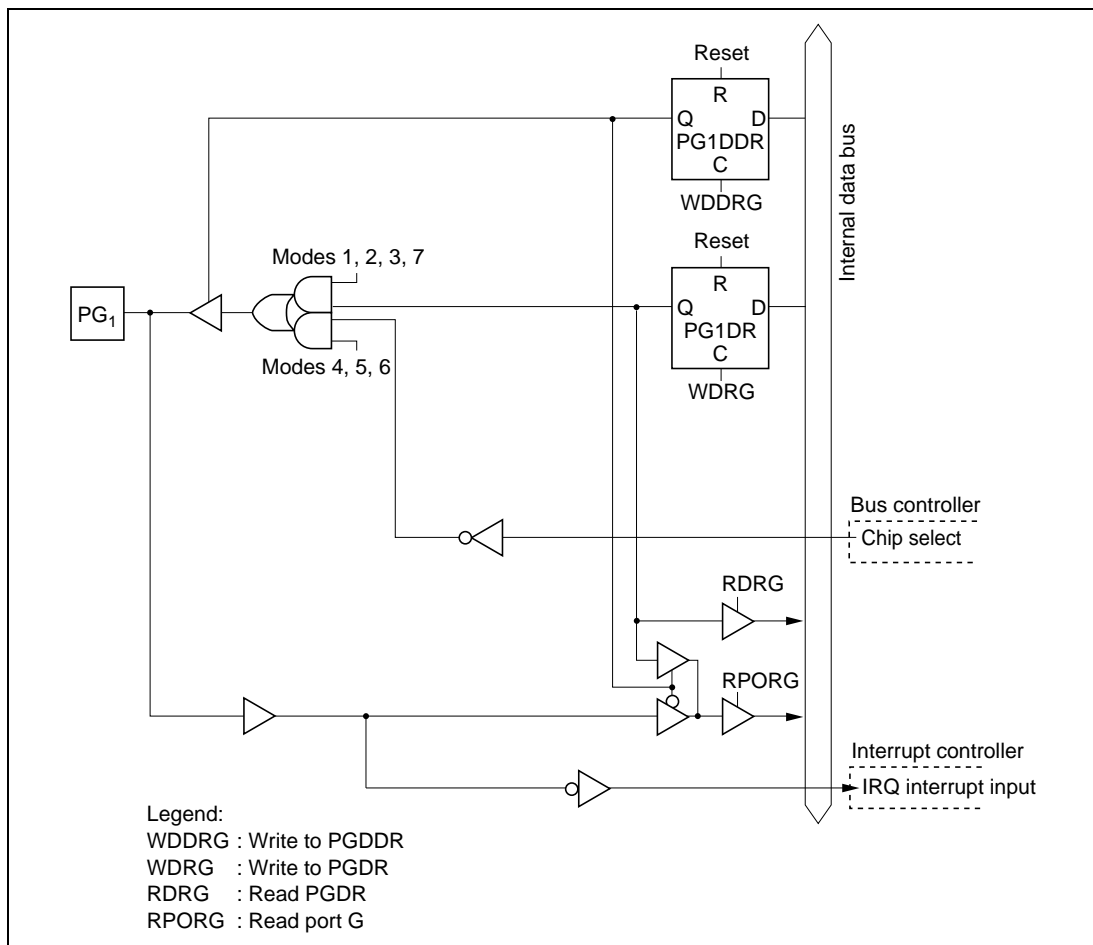 Reset
R
Q D
PG1DDR
C
WDDRG
Internal data bus
Reset
Modes 1, 2, 3, 7
R
Q D
PG1DR
C
WDRG
PG1
Modes 4, 5, 6
Bus controller
Chip select
RDRG
RPORG
Interrupt controller
IRQ interrupt input
Legend:
WDDRG : Write to PGDDR
WDRG : Write to PGDR
RDRG : Read PGDR
RPORG : Read port G